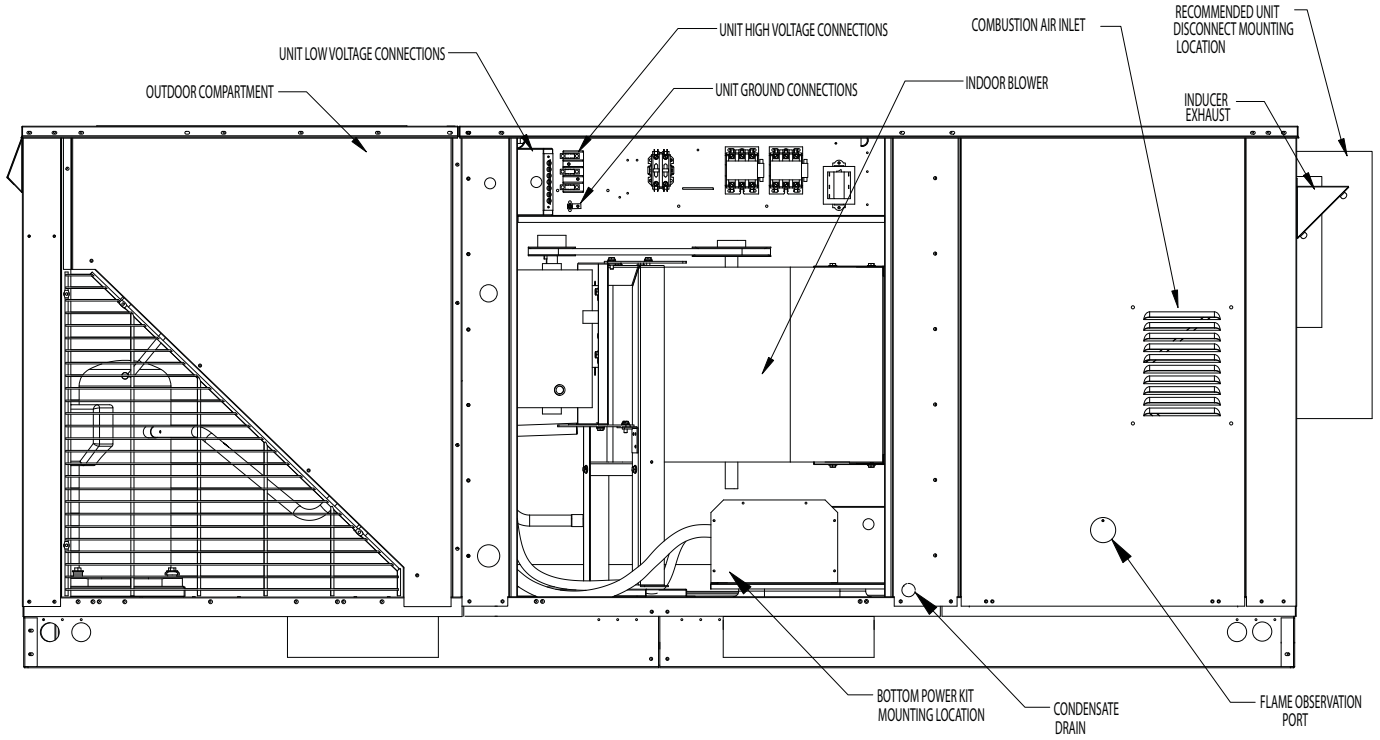 RECOMMENDED UNIT
DISCONNECT MOUNTING
LOCATION
COMBUSTION AIR INLET
UNIT HIGH VOLTAGE CONNECTIONS
UNIT LOW VOLTAGE CONNECTIONS
INDOOR BLOWER
OUTDOOR COMPARTMENT
UNIT GROUND CONNECTIONS
INDUCER
EXHAUST
BOTTOM POWER KIT
MOUNTING LOCATION
CONDENSATE
DRAIN
FLAME OBSERVATION
PORT